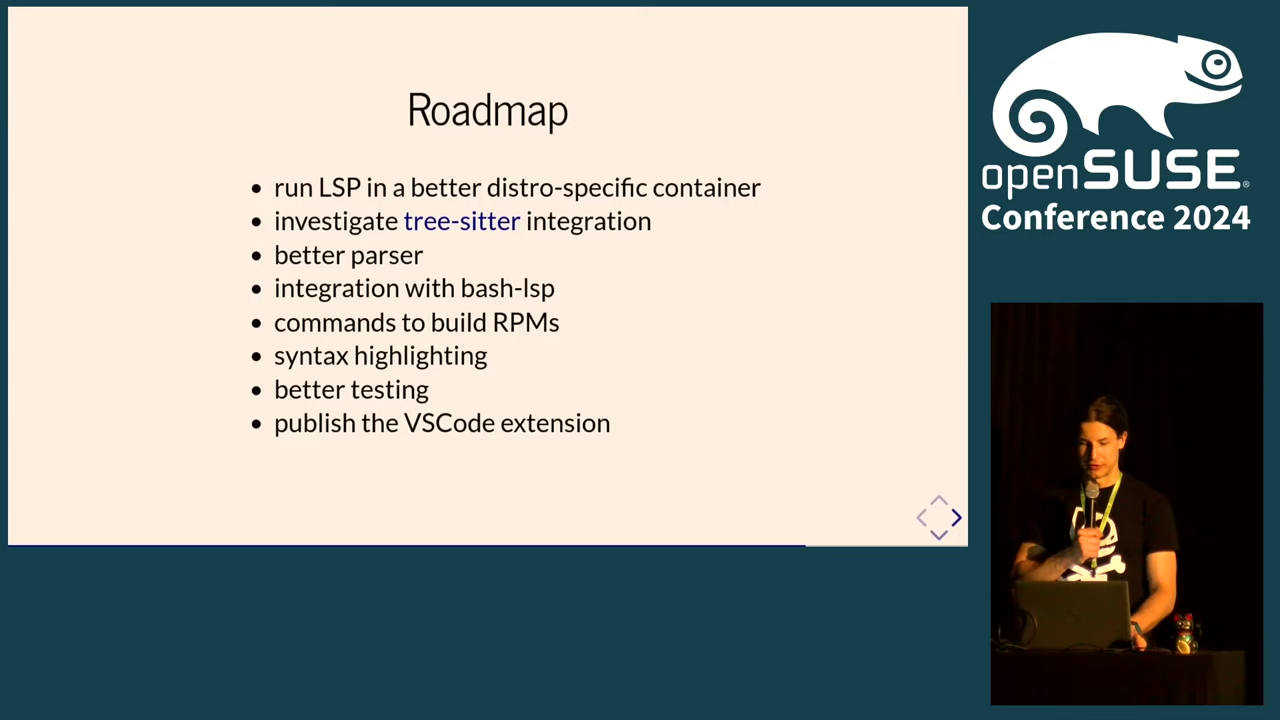 Roadmap
run LSP in a better distro-specific container
investigate tree-sitter integration
better parser
integration with bash-lsp
commands to build RPMs
syntax highlighting
better testing
publish the VSCode extension
openSUSE
Conference 2024